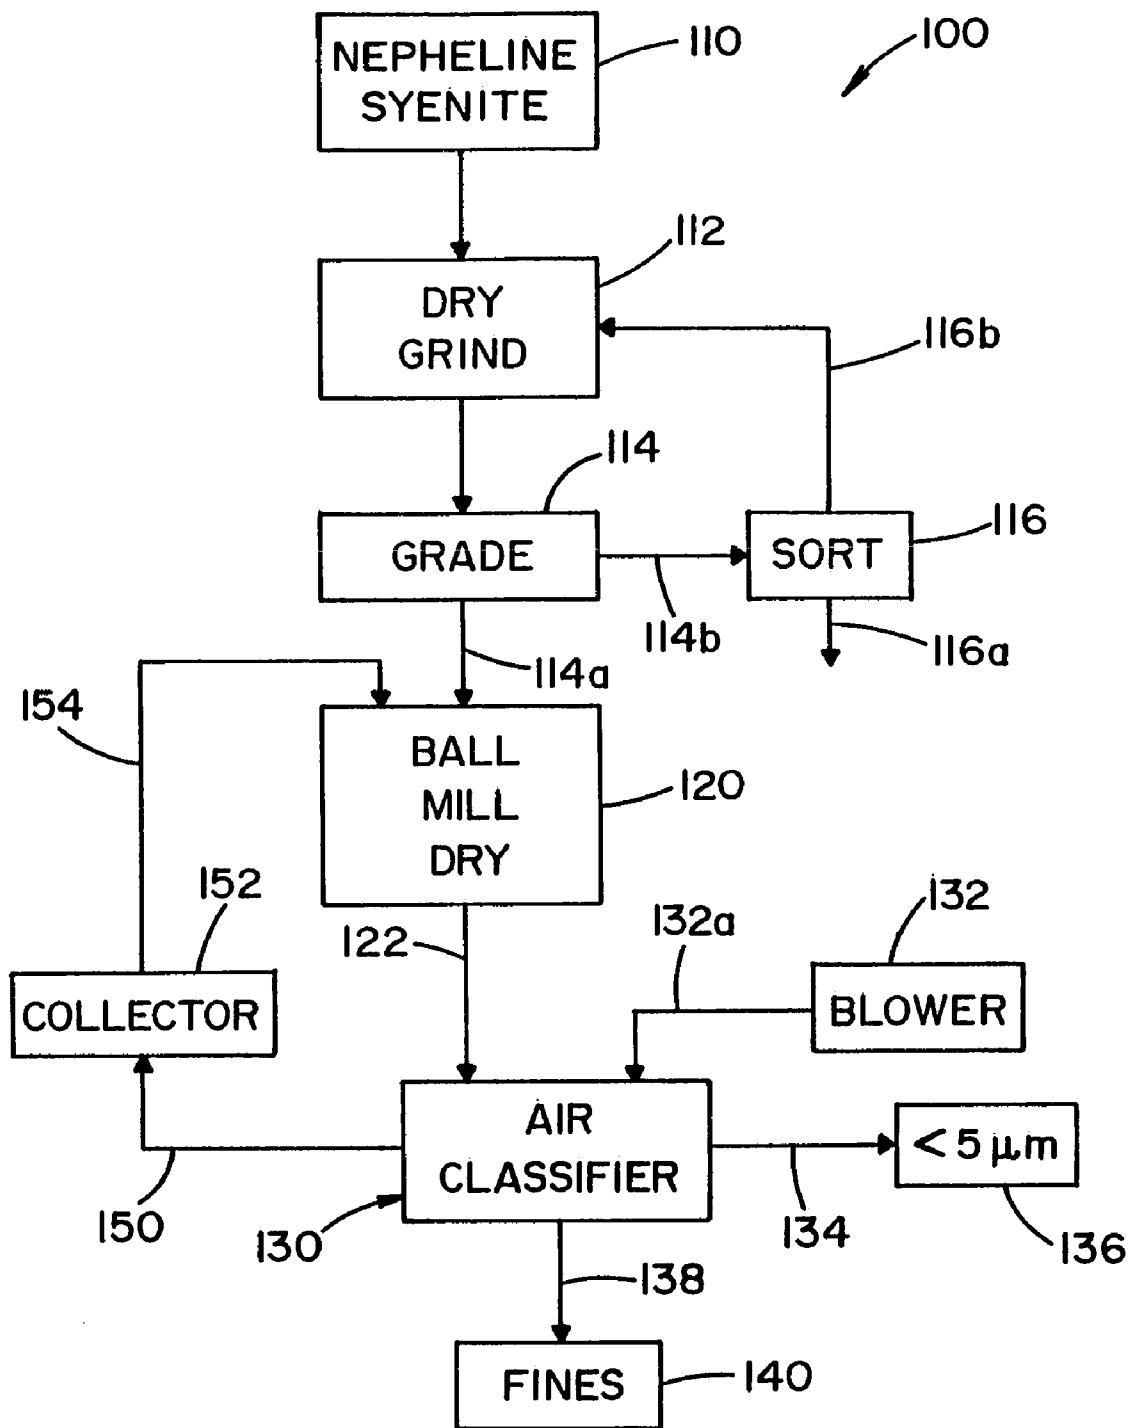 NEPHELINE
SYENITE
110
100
112
DRY
GRIND
116b
114
GRADE
116
SORT
114b
116a
114a
154
BALL
MILL
DRY
120
152
122
132a
132
COLLECTOR
BLOWER
AIR
CLASSIFIER
< 5 μm
150
130
134
136
138
FINES
140